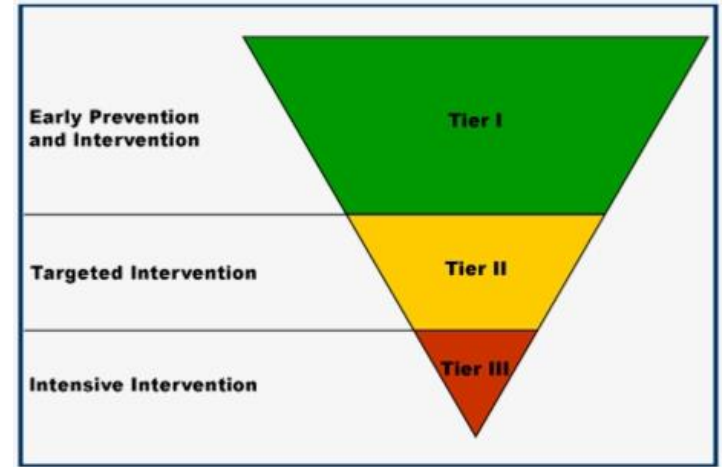 Early Prevention
and Intervention
Tier I
Targeted Intervention
Tier II
Intensive Intervention
Tier III